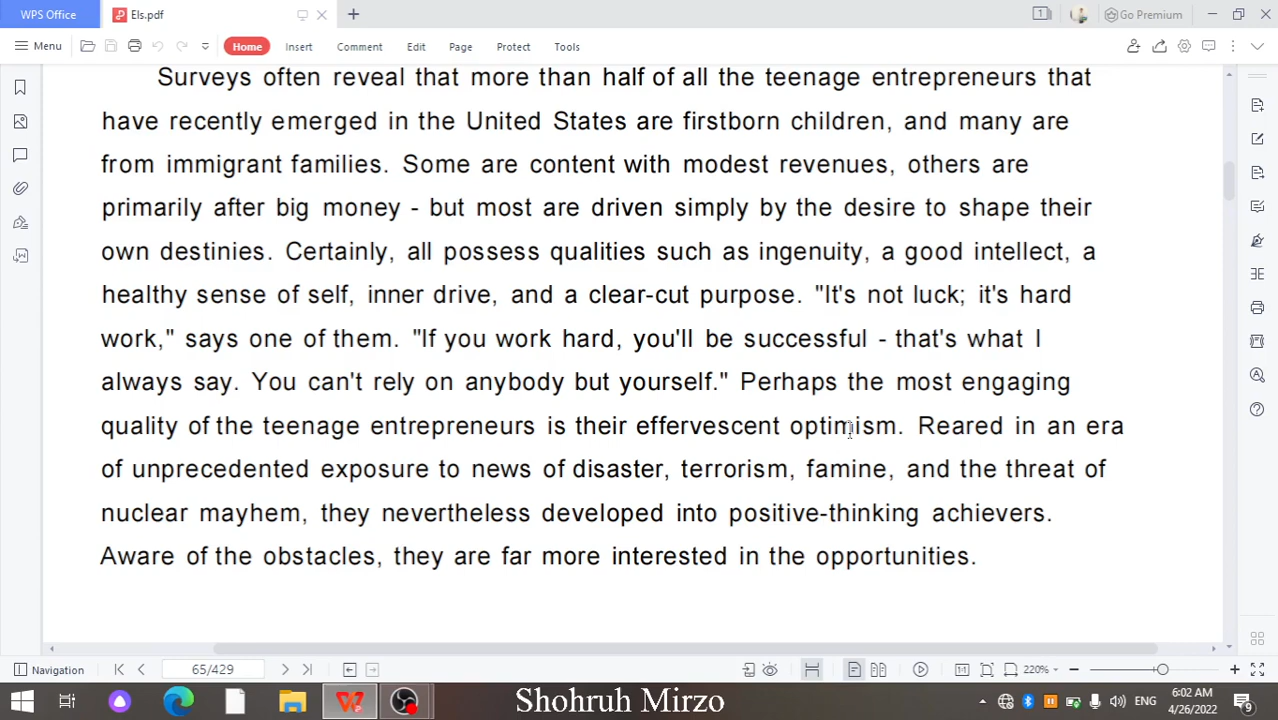 WPS Office
Els.pdf
Go Premium
Menu
Home
Insert
Comment
Edit
Page
Protect
Tools
Surveys often reveal that more than half of all the teenage entrepreneurs that
have recently emerged in the United States are firstborn children, and many are
from immigrant families. Some are content with modest revenues, others are
primarily after big money - but most are driven simply by the desire to shape their
own destinies. Certainly, all possess qualities such as ingenuity, a good intellect, a
healthy sense of self, inner drive, and a clear-cut purpose. "It's not luck; it's hard
work," says one of them. "If you work hard, you'll be successful - that's what I
always say. You can't rely on anybody but yourself." Perhaps the most engaging
quality of the teenage entrepreneurs is their effervescent optimism. Reared in an era
of unprecedented exposure to news of disaster, terrorism, famine, and the threat of
nuclear mayhem, they nevertheless developed into positive-thinking achievers.
Aware of the obstacles, they are far more interested in the opportunities.
Navigation
65/429
220%
Shohruh Mirzo
ENG
6:02 AM
4/26/2022